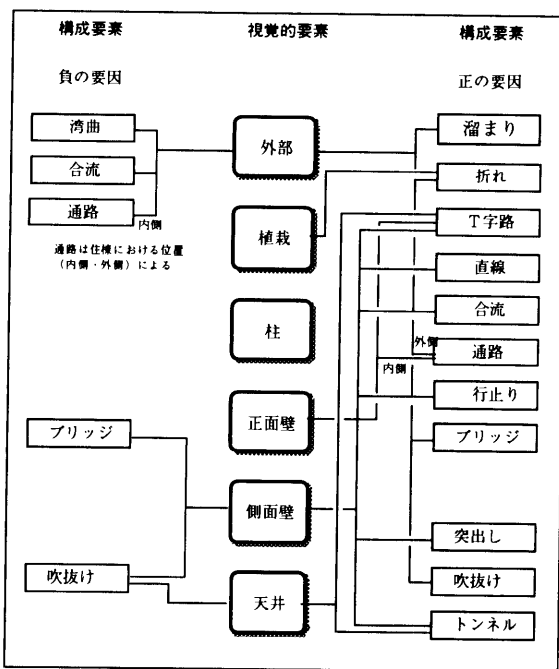 構成要素
視覚的要素
構成要素
負の要因
正の要因
湾曲
合流
通路
内側
通路は住棟における位置
(内側・外側)による
ブリッジ
吹抜け
外部
植栽
柱
正面壁
側面壁
天井
溜まり
折れ
T字路
直線
合流
外側
通路
内側
行止り
ブリッジ
突出し
吹抜け
トンネル